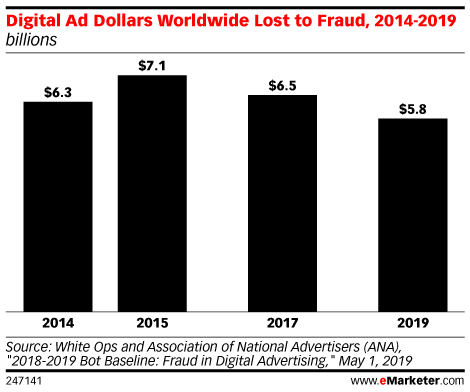 Digital Ad Dollars Worldwide Lost to Fraud, 2014-2019
billions
$6.3
$7.1
$6.5
$5.8
2014 2015 2017 2019
Source: White Ops and Association of National Advertisers (ANA),
"2018-2019 Bot Baseline: Fraud in Digital Advertising," May 1, 2019
247141 www.eMarketer.com